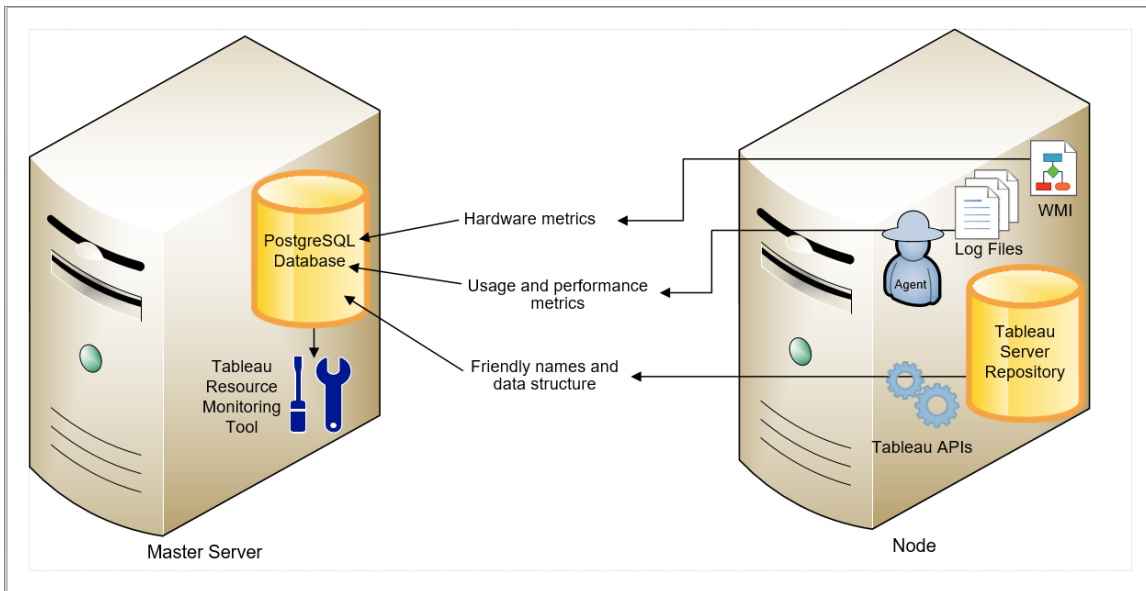 PostgreSQL
Database
Tableau
Resource
Monitoring
Tool
Master Server
Hardware metrics
Usage and performance
metrics
Friendly names and
data structure
WMI
Log Files
Agent
Tableau
Server
Repository
Tableau APIs
Node